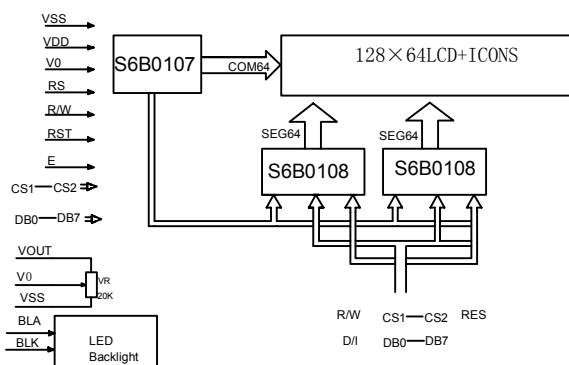 VSS
VDD
V0
RS
R/W
RST
E
CS1—CS2
DB0—DB7
S6B0107
COM64
128×64LCD+ICONS
SEG64
SEG64
S6B0108
S6B0108
VOUT
V0
VSS
VR
20K
BLA
BLK
LED
Backlight
R/W CS1—CS2 RES
D/I DB0—DB7